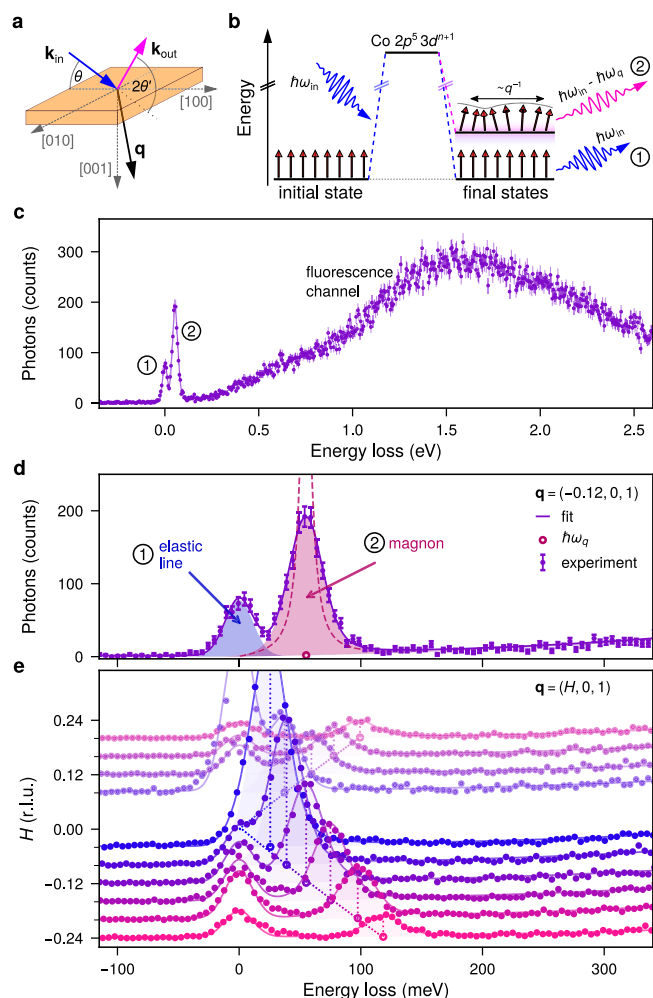 a
k_in
k_out
θ
2θ′
[100]
[010]
[001]
q
b
Energy
Co 2p⁵ 3dⁿ⁺¹
ħω_in
~q⁻¹
ħω_in - ħω_q
②
ħω_in
①
initial state
final states
c
Photons (counts)
300
200
100
0
fluorescence
channel
①
②
0.0
0.5
1.0
1.5
2.0
2.5
Energy loss (eV)
d
Photons (counts)
200
100
0
① elastic
line
② magnon
q = (−0.12, 0, 1)
fit
ħω_q
experiment
e
q = (H, 0, 1)
H (r.l.u.)
0.24
0.12
0.00
−0.12
−0.24
−100
0
100
200
300
Energy loss (meV)